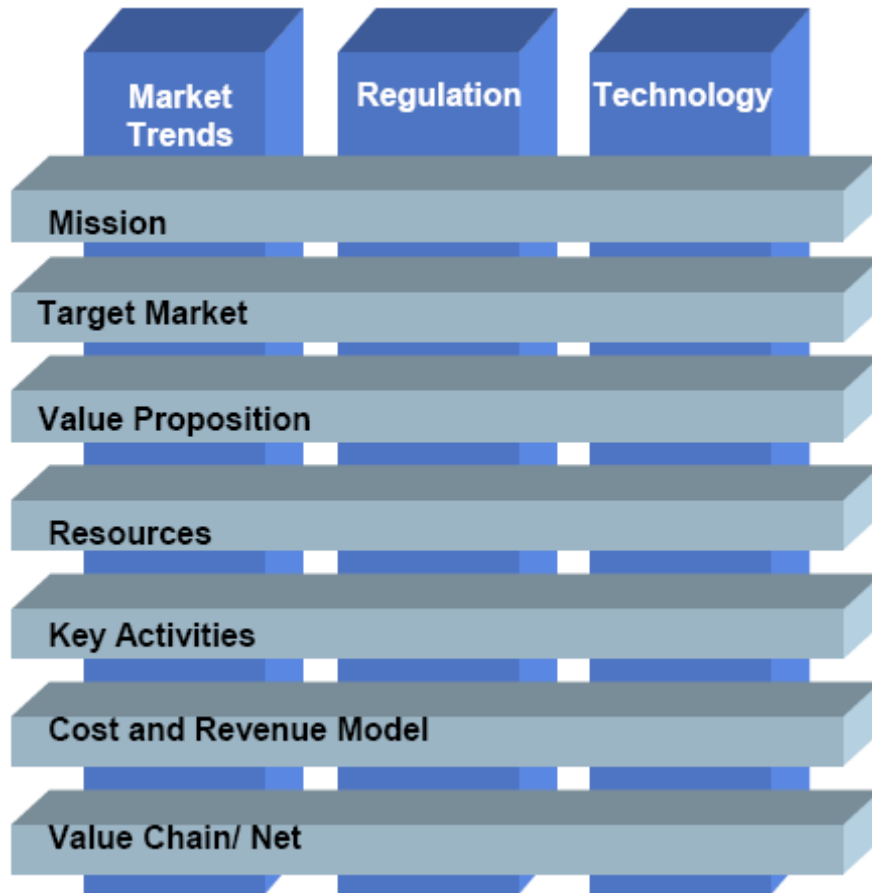 Market
Trends
Regulation
Technology
Mission
Target Market
Value Proposition
Resources
Key Activities
Cost and Revenue Model
Value Chain/ Net